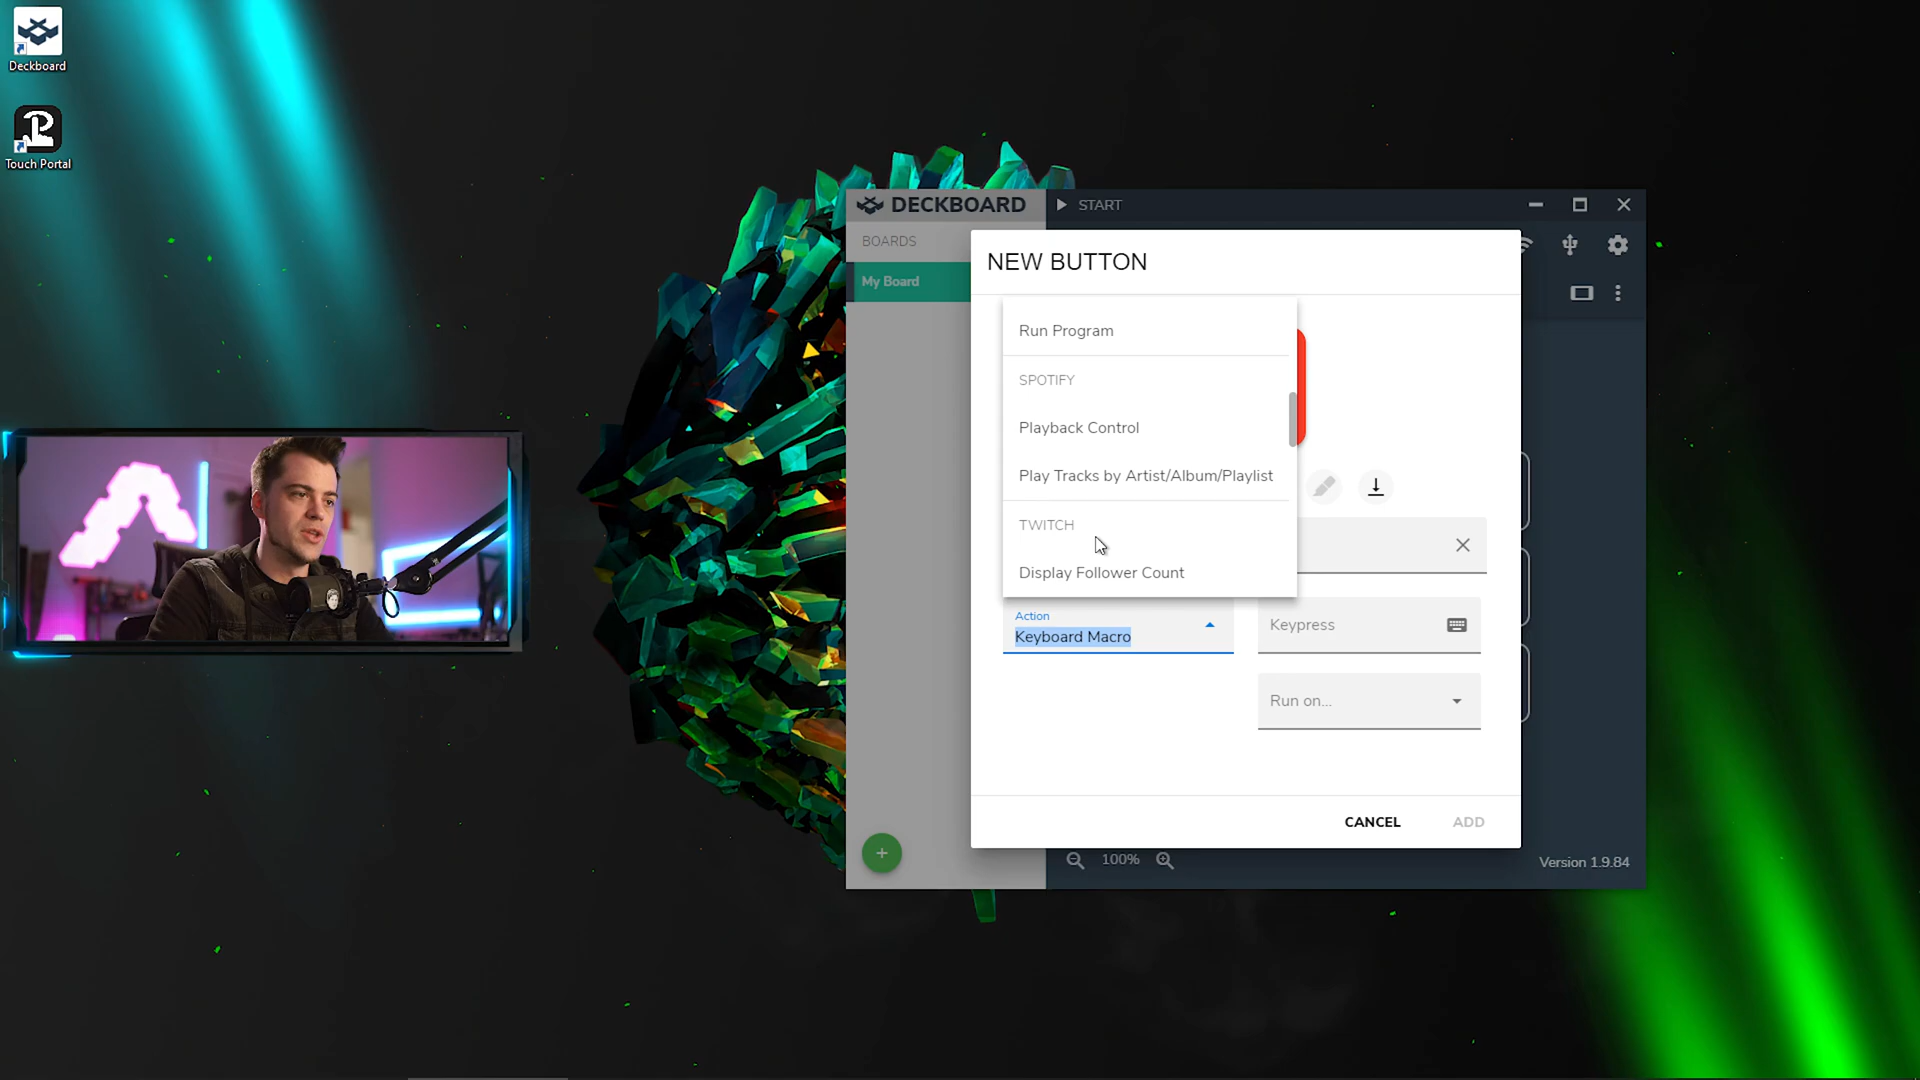 Deckboard
Touch Portal
DECKBOARD
START
BOARDS
My Board
NEW BUTTON
Run Program
SPOTIFY
Playback Control
Play Tracks by Artist/Album/Playlist
TWITCH
Display Follower Count
Action
Keyboard Macro
Keypress
Run on...
CANCEL
ADD
100%
Version 1.9.84